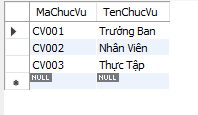 MaChucVu TenChucVu
CV001 Trưởng Ban
CV002 Nhân Viên
CV003 Thực Tập
NULL NULL